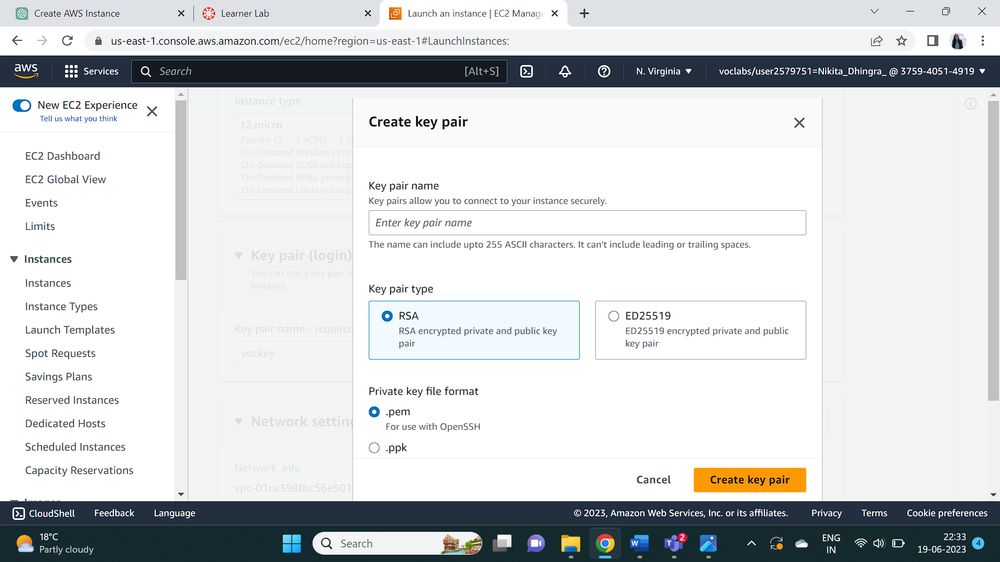 Create AWS Instance
Learner Lab
Launch an instance | EC2 Manage
us-east-1.console.aws.amazon.com/ec2/home?region=us-east-1#LaunchInstances:
aws
Services
Search
[Alt+S]
N. Virginia
voclabs/user2579751=Nikita_Dhingra_ @ 3759-4051-4919
New EC2 Experience
Tell us what you think
EC2 Dashboard
EC2 Global View
Events
Limits
Instances
Instances
Instance Types
Launch Templates
Spot Requests
Savings Plans
Reserved Instances
Dedicated Hosts
Scheduled Instances
Capacity Reservations
Images
Instance type
t2.micro
Family: t2 1 vCPU 1 G
On-Demand Windows pric
On-Demand SUSE pricing:
On-Demand RHEL pricing:
On-Demand Linux pricing:
Key pair (login)
You can use a key pair to
instance.
Key pair name - required
vockey
Network setting
Network Info
vpc-01ca398fbc56e501
Create key pair
Key pair name
Key pairs allow you to connect to your instance securely.
Enter key pair name
The name can include upto 255 ASCII characters. It can't include leading or trailing spaces.
Key pair type
RSA
RSA encrypted private and public key
pair
ED25519
ED25519 encrypted private and public
key pair
Private key file format
.pem
For use with OpenSSH
.ppk
Cancel
Create key pair
CloudShell
Feedback
Language
© 2023, Amazon Web Services, Inc. or its affiliates.
Privacy
Terms
Cookie preferences
18°C
Partly cloudy
Search
W
T
2
ENG
IN
22:33
19-06-2023
4